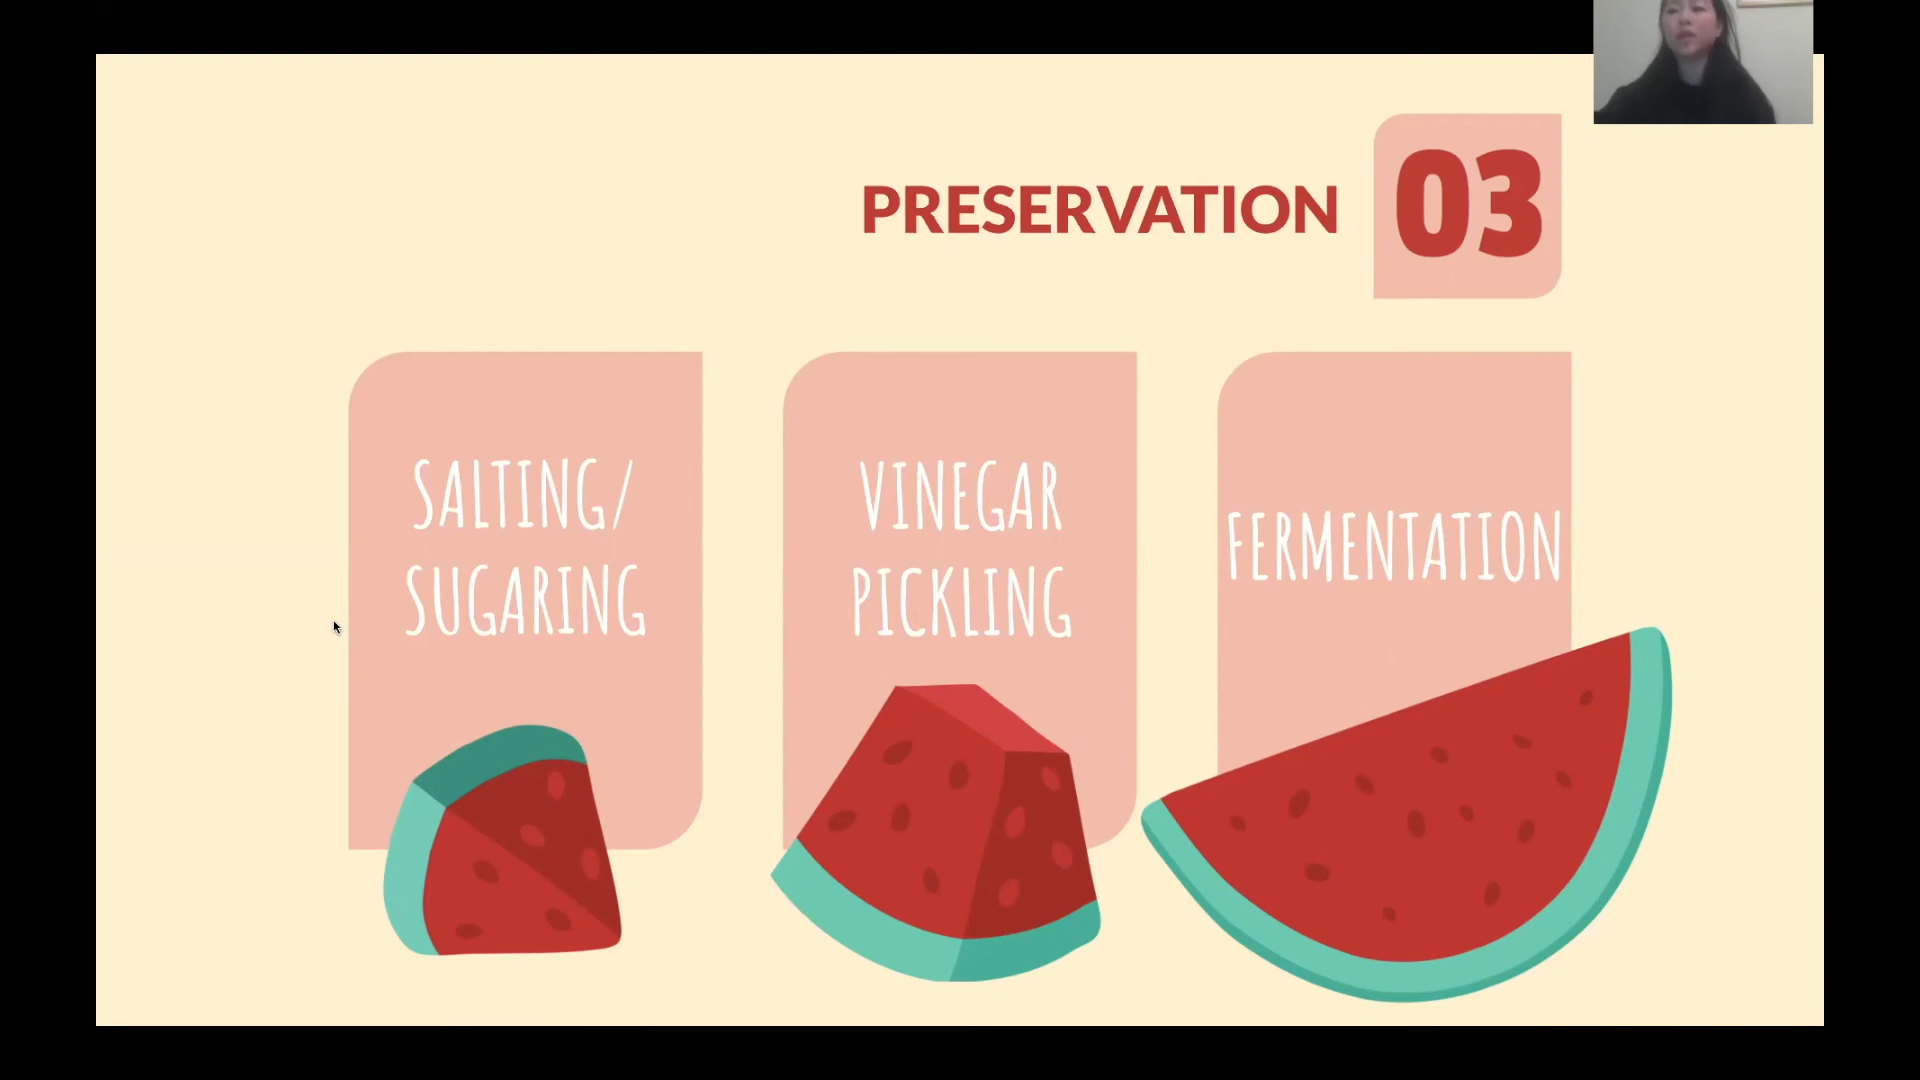 PRESERVATION
03
SALTING/
SUGARING
VINEGAR
PICKLING
FERMENTATION